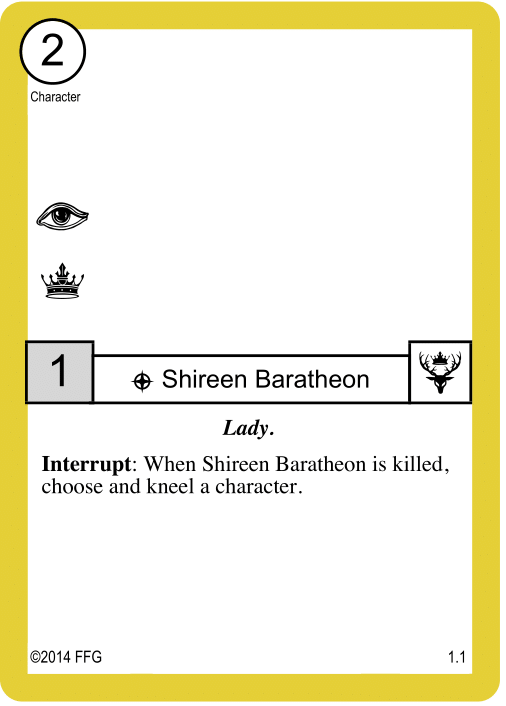 2
Character
1
Shireen Baratheon
Lady.
Interrupt: When Shireen Baratheon is killed,
choose and kneel a character.
©2014 FFG
1.1